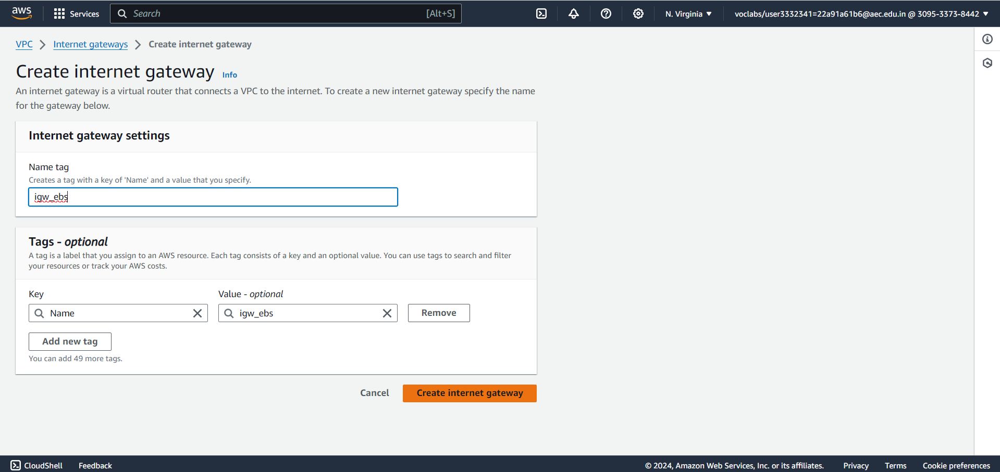 aws
Services
Search
[Alt+S]
N. Virginia
voclabs/user3332341=22a91a61b6@aec.edu.in @ 3095-3373-8442
VPC
Internet gateways
Create internet gateway
Create internet gateway Info
An internet gateway is a virtual router that connects a VPC to the internet. To create a new internet gateway specify the name
for the gateway below.
Internet gateway settings
Name tag
Creates a tag with a key of 'Name' and a value that you specify.
igw_ebs
Tags - optional
A tag is a label that you assign to an AWS resource. Each tag consists of a key and an optional value. You can use tags to search and filter
your resources or track your AWS costs.
Key
Value - optional
Name
igw_ebs
Remove
Add new tag
You can add 49 more tags.
Cancel
Create internet gateway
CloudShell
Feedback
© 2024, Amazon Web Services, Inc. or its affiliates.
Privacy
Terms
Cookie preferences